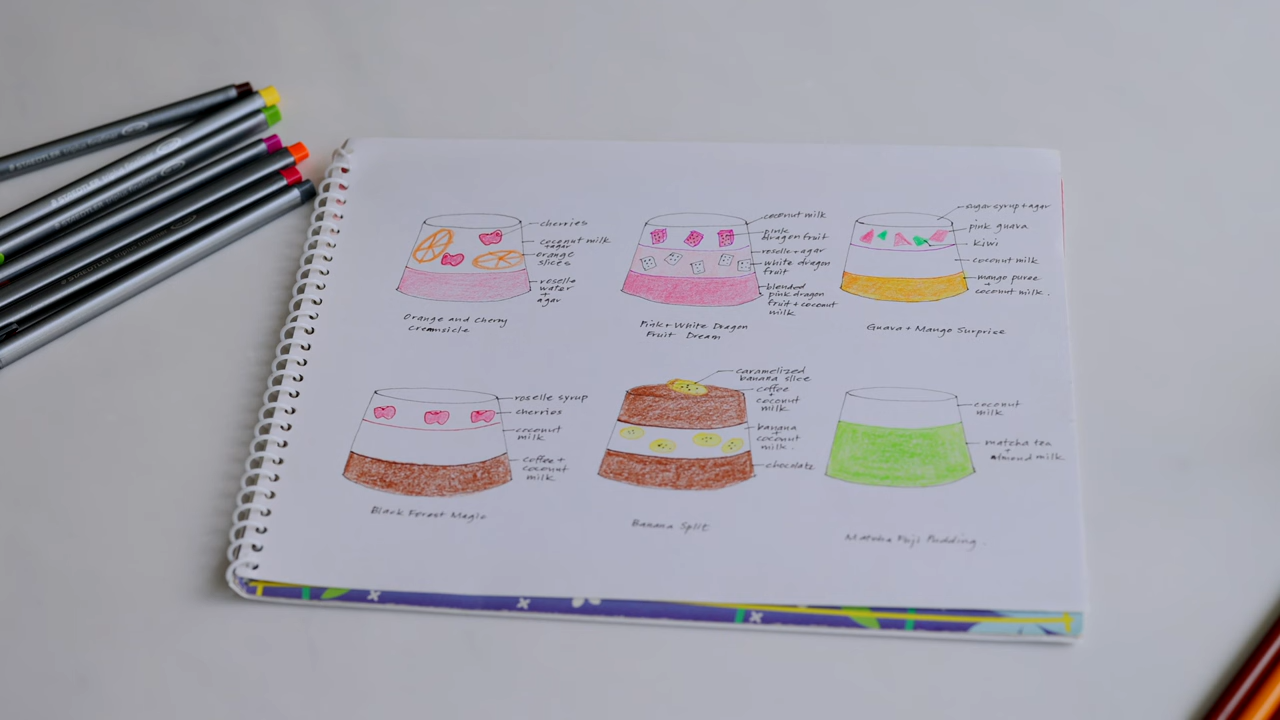 STAEDTLER
cherries
coconut milk
+ agar
orange
slices
roselle
water
+
agar
Orange and Cherry
Creamsicle
coconut milk
pink
dragon fruit
roselle + agar
white dragon
fruit
blended
pink dragon
fruit + coconut
milk
Pink + White Dragon
Fruit Dream
sugar syrup + agar
pink guava
kiwi
coconut milk
mango puree
+ coconut milk.
Guava + Mango Surprise
roselle syrup
cherries
coconut
milk
coffee +
coconut
milk
Black Forest Magic
caramelized
banana slice
coffee
+
coconut
milk
banana
+
coconut
milk.
chocolate
Banana Split
coconut
milk
matcha tea
+
almond milk
Matcha Fuji Pudding.